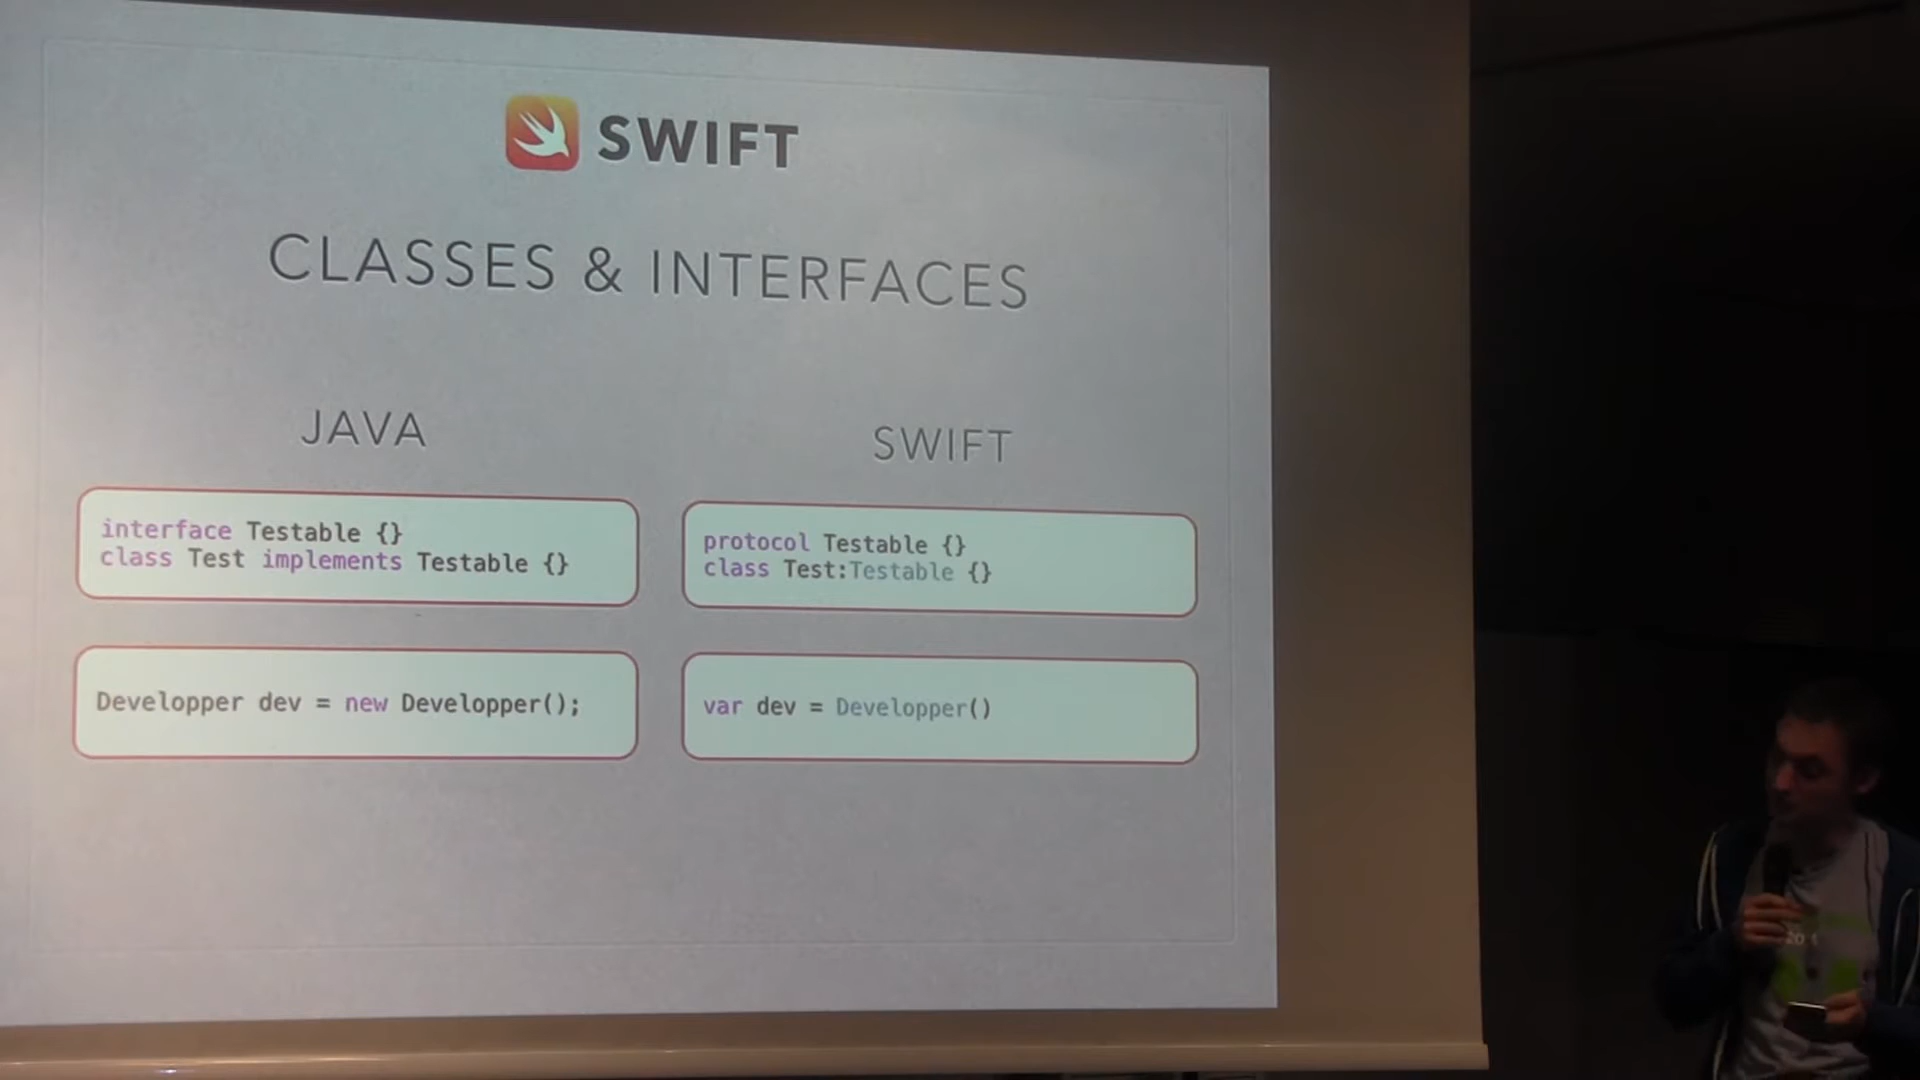 SWIFT
CLASSES & INTERFACES
JAVA
interface Testable {}
class Test implements Testable {}
Developper dev = new Developper();
SWIFT
protocol Testable {}
class Test:Testable {}
var dev = Developper()